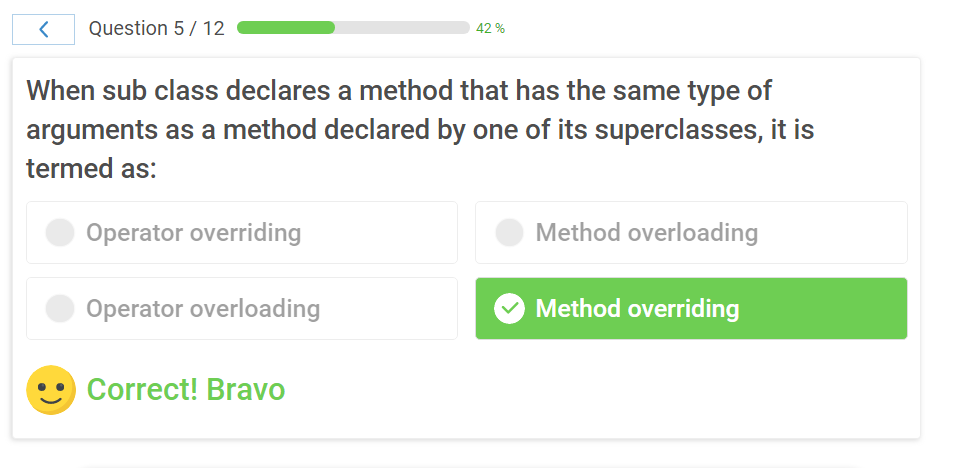 Question 5 / 12
42 %
When sub class declares a method that has the same type of
arguments as a method declared by one of its superclasses, it is
termed as:
Operator overriding
Method overloading
Operator overloading
Method overriding
Correct! Bravo